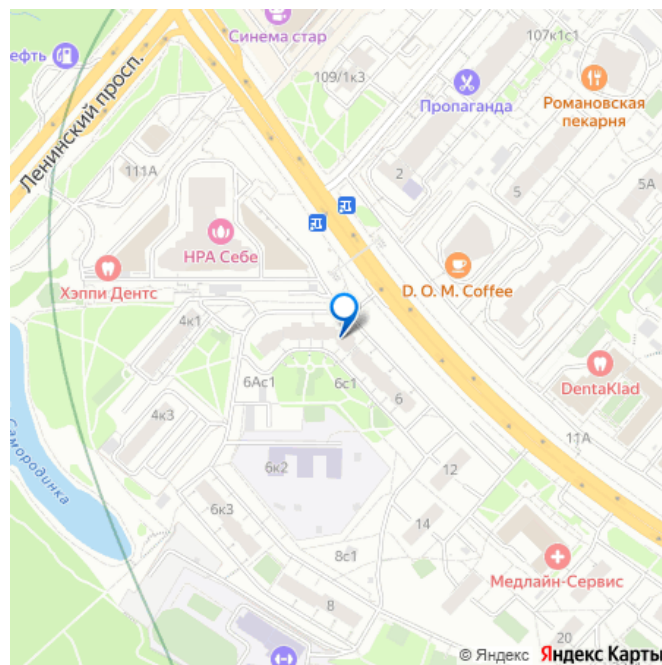 Синема стар
107к1с1
ефть
109/1к3
Пропаганда
Романовская
пекарня
Ленинский просп.
111А
2
5
5А
НРА Себе
Хэппи Дентс
D. O. M. Coffee
4к1
DentaKlad
6Ас1
6с1
6
4к3
11А
Самородинка
6к2
12
6к3
14
8с1
Медлайн-Сервис
8
20
© Яндекс Яндекс Карты